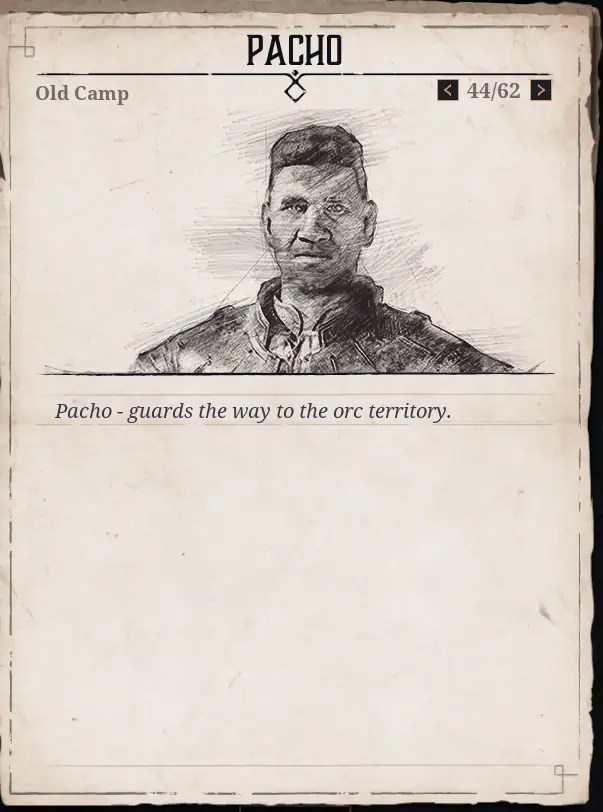 PACHO
Old Camp
< 44/62 >
Pacho - guards the way to the orc territory.